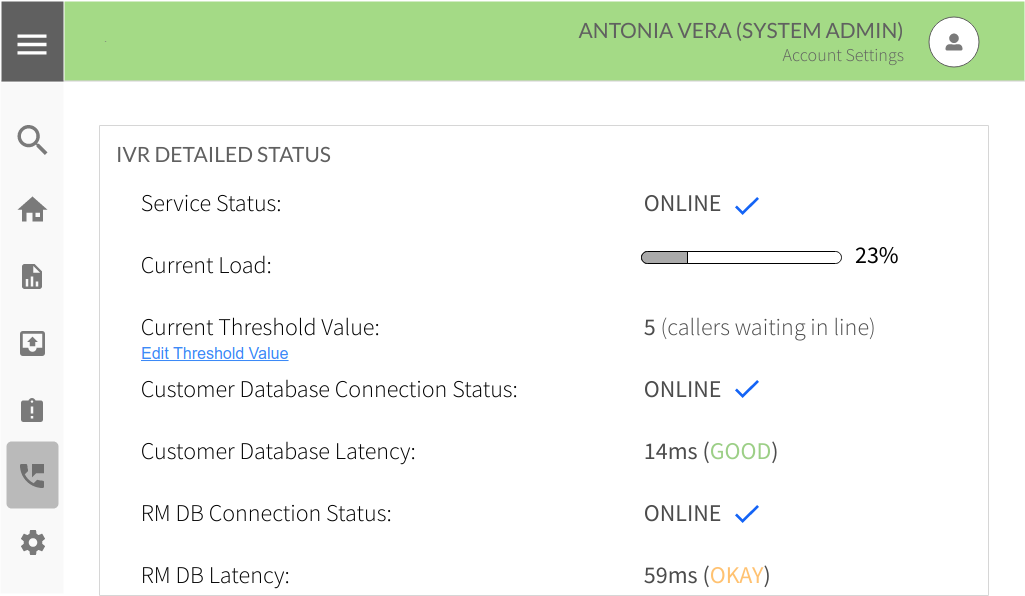 ANTONIA VERA (SYSTEM ADMIN)
Account Settings
IVR DETAILED STATUS
Service Status: ONLINE
Current Load: 23%
Current Threshold Value: 5 (callers waiting in line)
Edit Threshold Value
Customer Database Connection Status: ONLINE
Customer Database Latency: 14ms (GOOD)
RM DB Connection Status: ONLINE
RM DB Latency: 59ms (OKAY)